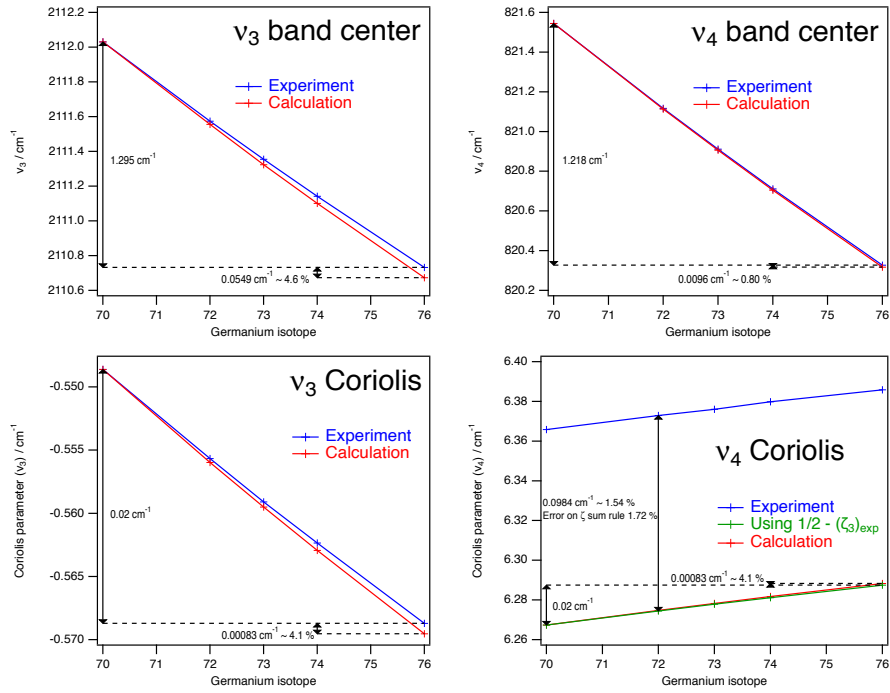 ν3 band center
Experiment
Calculation
ν3 / cm-1
2112.0
2111.8
2111.6
2111.4
2111.2
2111.0
2110.8
2110.6
1.295 cm-1
0.0549 cm-1 ~ 4.6 %
70 71 72 73 74 75 76
Germanium isotope
ν4 band center
Experiment
Calculation
ν4 / cm-1
821.6
821.4
821.2
821.0
820.8
820.6
820.4
820.2
1.218 cm-1
0.0096 cm-1 ~ 0.80 %
70 71 72 73 74 75 76
Germanium isotope
ν3 Coriolis
Experiment
Calculation
Coriolis parameter (ν3) / cm-1
-0.550
-0.555
-0.560
-0.565
-0.570
0.02 cm-1
0.00083 cm-1 ~ 4.1 %
70 71 72 73 74 75 76
Germanium isotope
ν4 Coriolis
Experiment
Using 1/2 - (ζ3)exp
Calculation
Coriolis parameter (ν4) / cm-1
6.40
6.38
6.36
6.34
6.32
6.30
6.28
6.26
0.0984 cm-1 ~ 1.54 %
Error on ζ sum rule 1.72 %
0.00083 cm-1 ~ 4.1 %
0.02 cm-1
70 71 72 73 74 75 76
Germanium isotope